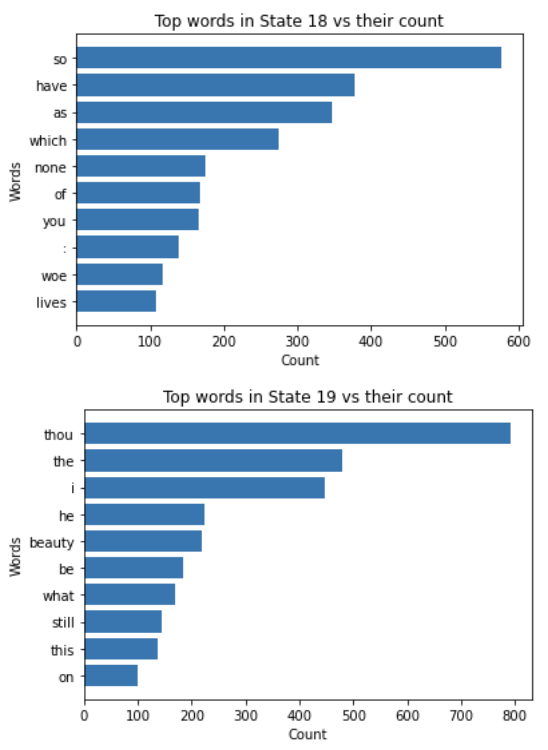 Top words in State 18 vs their count
so
have
as
which
none
of
you
:
woe
lives
Words
0 100 200 300 400 500 600
Count
Top words in State 19 vs their count
thou
the
i
he
beauty
be
what
still
this
on
Words
0 100 200 300 400 500 600 700 800
Count